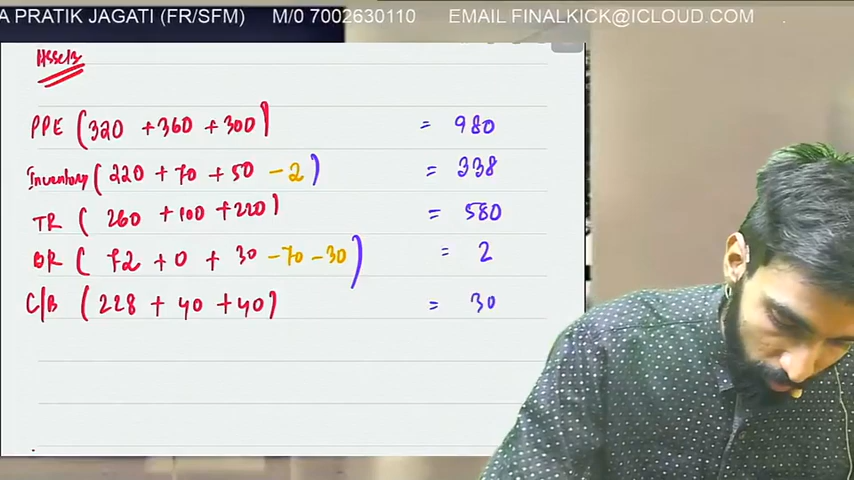 A PRATIK JAGATI (FR/SFM) M/0 7002630110 EMAIL FINALKICK@ICLOUD.COM
Assets
PPE (320 +360 +300) = 980
Inventory (220 + 70 + 50 - 2) = 338
TR (260 +100 +220) = 580
BR (72 + 0 + 30 - 70 - 30) = 2
C/B (228 + 40 + 40) = 30